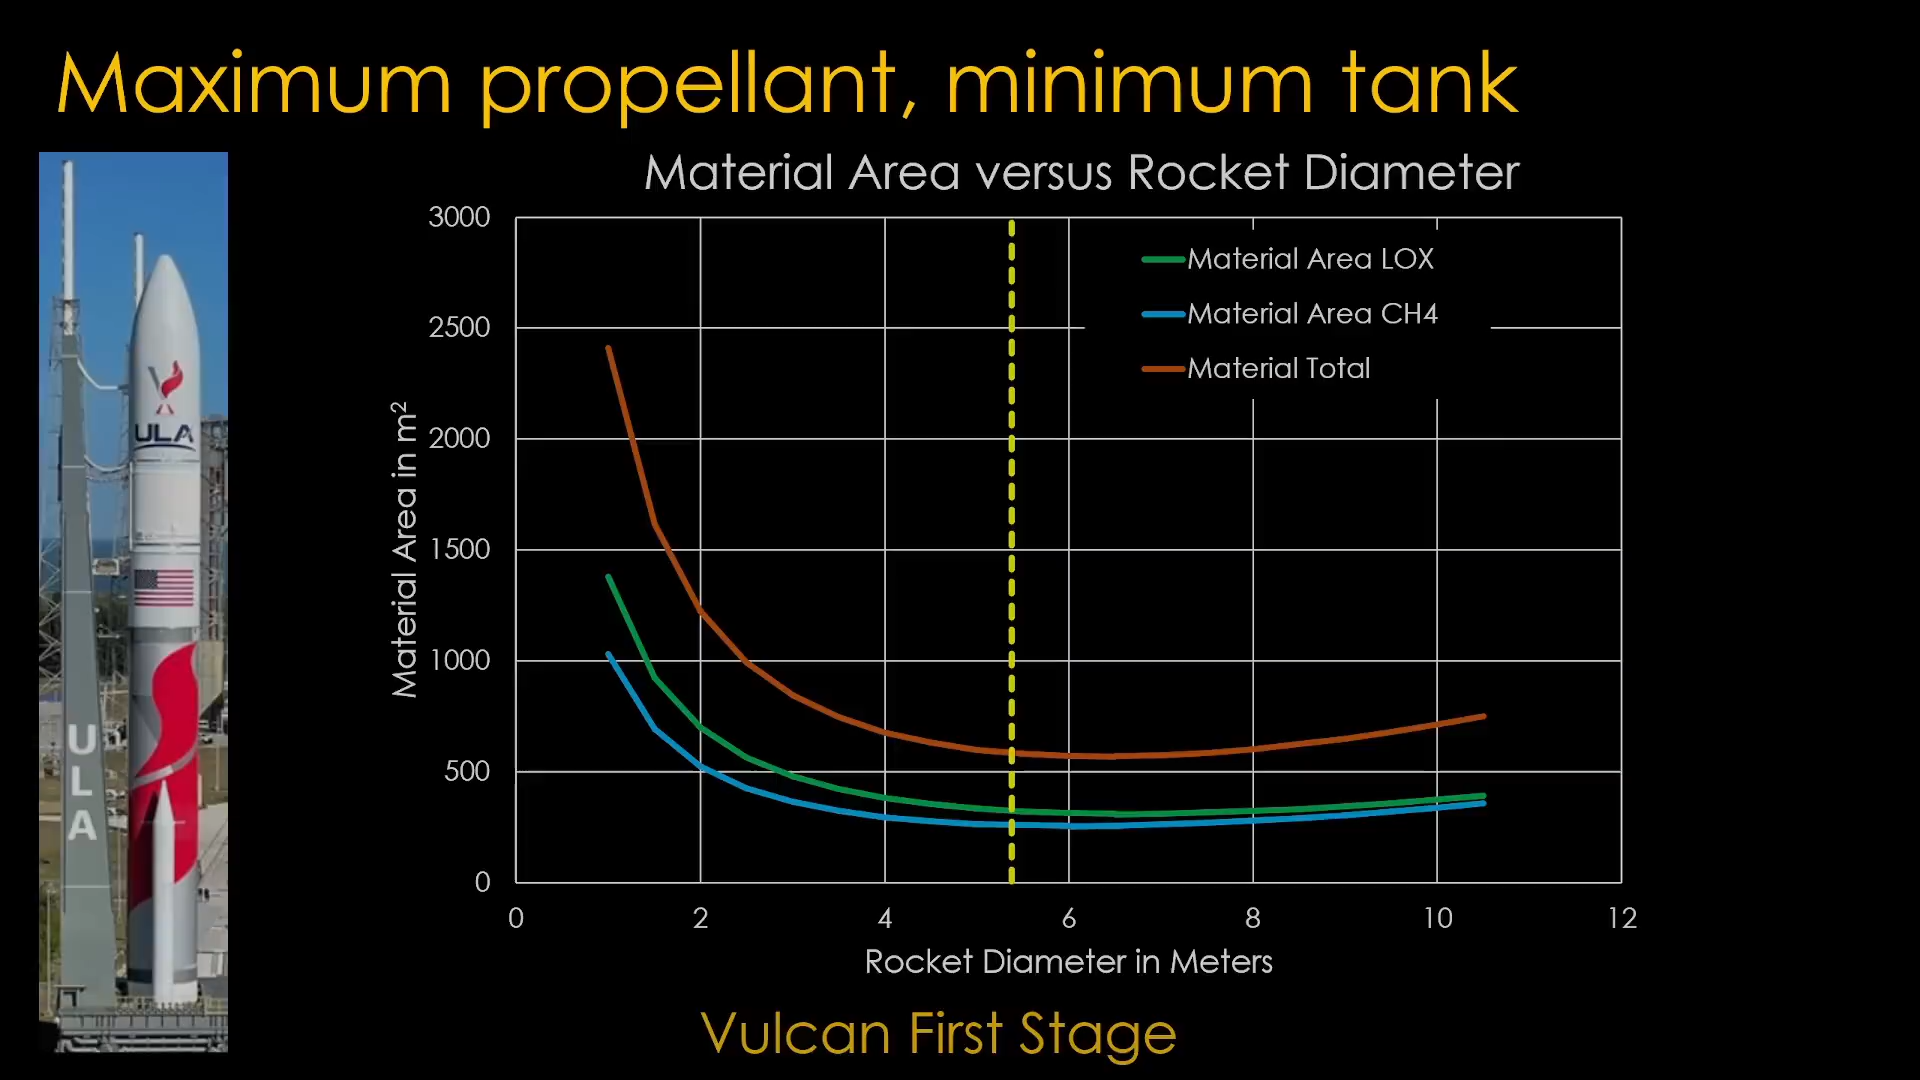 Maximum propellant, minimum tank
Material Area versus Rocket Diameter
3000
2500
2000
1500
1000
500
0
Material Area in m²
Material Area LOX
Material Area CH4
Material Total
0 2 4 6 8 10 12
Rocket Diameter in Meters
Vulcan First Stage
ULA
U
L
A